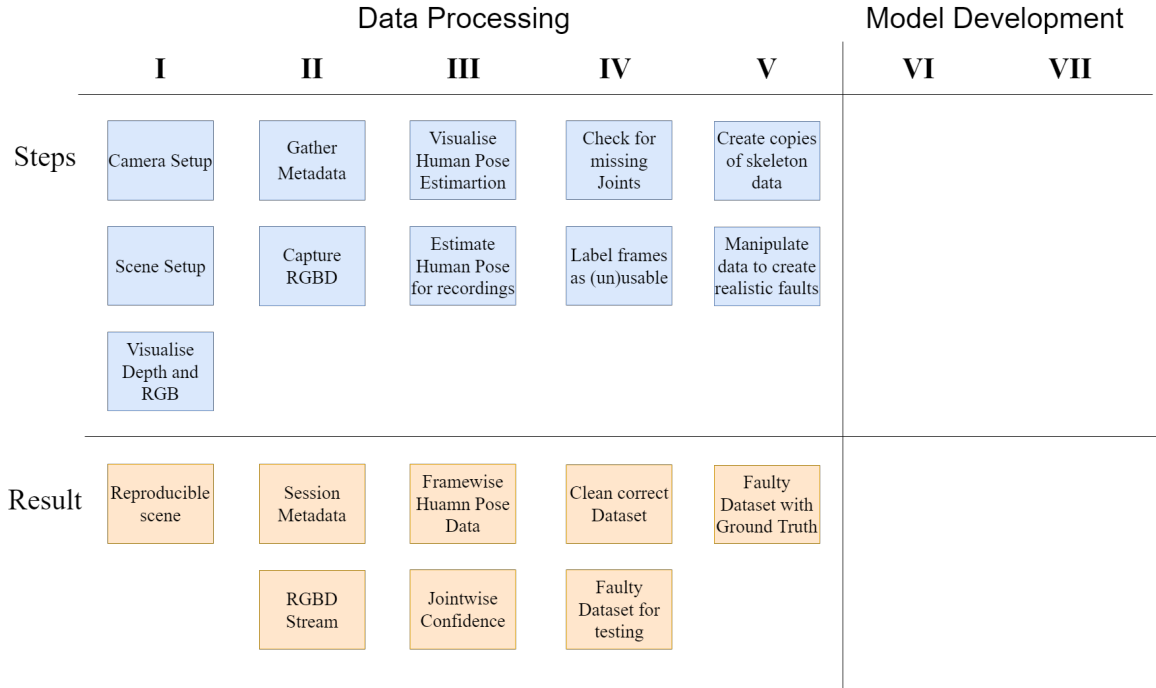 Data Processing
Model Development
I
II
III
IV
V
VI
VII
Steps
Camera Setup
Gather
Metadata
Visualise
Human Pose
Estimartion
Check for
missing
Joints
Create copies
of skeleton
data
Scene Setup
Capture
RGBD
Estimate
Human Pose
for recordings
Label frames
as (un)usable
Manipulate
data to create
realistic faults
Visualise
Depth and
RGB
Result
Reproducible
scene
Session
Metadata
Framewise
Huamn Pose
Data
Clean correct
Dataset
Faulty
Dataset with
Ground Truth
RGBD
Stream
Jointwise
Confidence
Faulty
Dataset for
testing